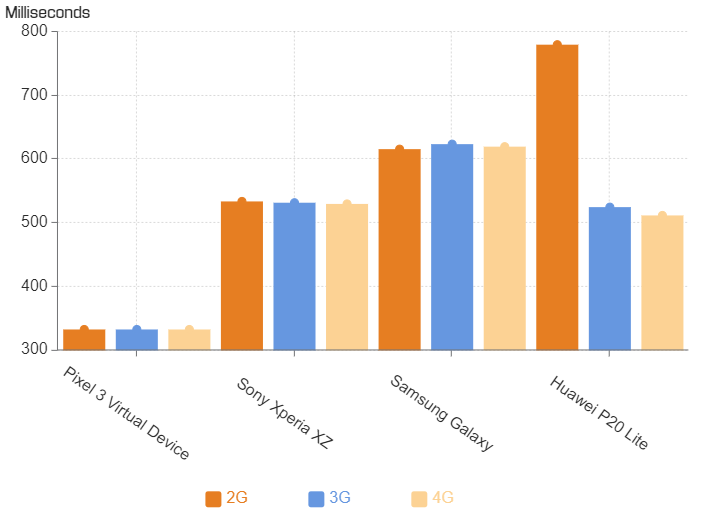 Milliseconds
800
700
600
500
400
300
Pixel 3 Virtual Device
Sony Xperia XZ
Samsung Galaxy
Huawei P20 Lite
2G
3G
4G